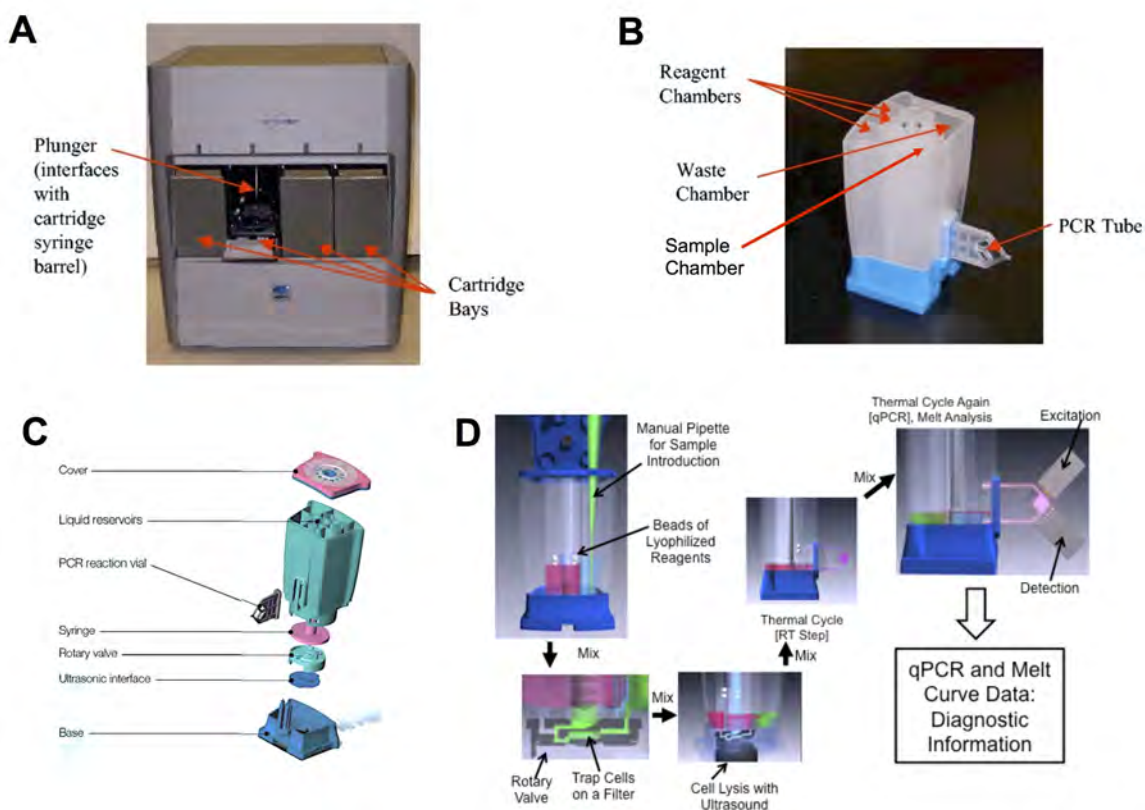 A
Plunger
(interfaces
with
cartridge
syringe
barrel)
Cartridge
Bays
B
Reagent
Chambers
Waste
Chamber
Sample
Chamber
PCR Tube
C
Cover
Liquid reservoirs
PCR reaction vial
Syringe
Rotary valve
Ultrasonic interface
Base
D
Manual Pipette
for Sample
Introduction
Beads of
Lyophilized
Reagents
Mix
Rotary
Valve
Trap Cells
on a Filter
Mix
Cell Lysis with
Ultrasound
Mix
Thermal Cycle
[RT Step]
Mix
Thermal Cycle Again
[qPCR], Melt Analysis
Excitation
Detection
qPCR and Melt
Curve Data:
Diagnostic
Information